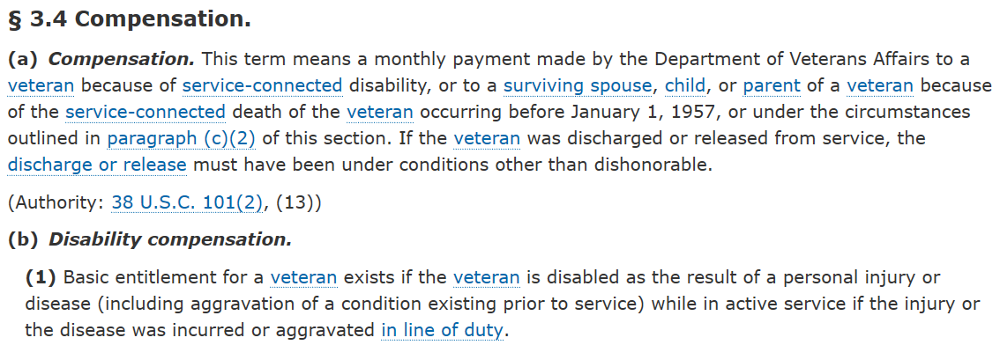 § 3.4 Compensation.
(a) Compensation. This term means a monthly payment made by the Department of Veterans Affairs to a
veteran because of service-connected disability, or to a surviving spouse, child, or parent of a veteran because
of the service-connected death of the veteran occurring before January 1, 1957, or under the circumstances
outlined in paragraph (c)(2) of this section. If the veteran was discharged or released from service, the
discharge or release must have been under conditions other than dishonorable.
(Authority: 38 U.S.C. 101(2), (13))
(b) Disability compensation.
(1) Basic entitlement for a veteran exists if the veteran is disabled as the result of a personal injury or
disease (including aggravation of a condition existing prior to service) while in active service if the injury or
the disease was incurred or aggravated in line of duty.